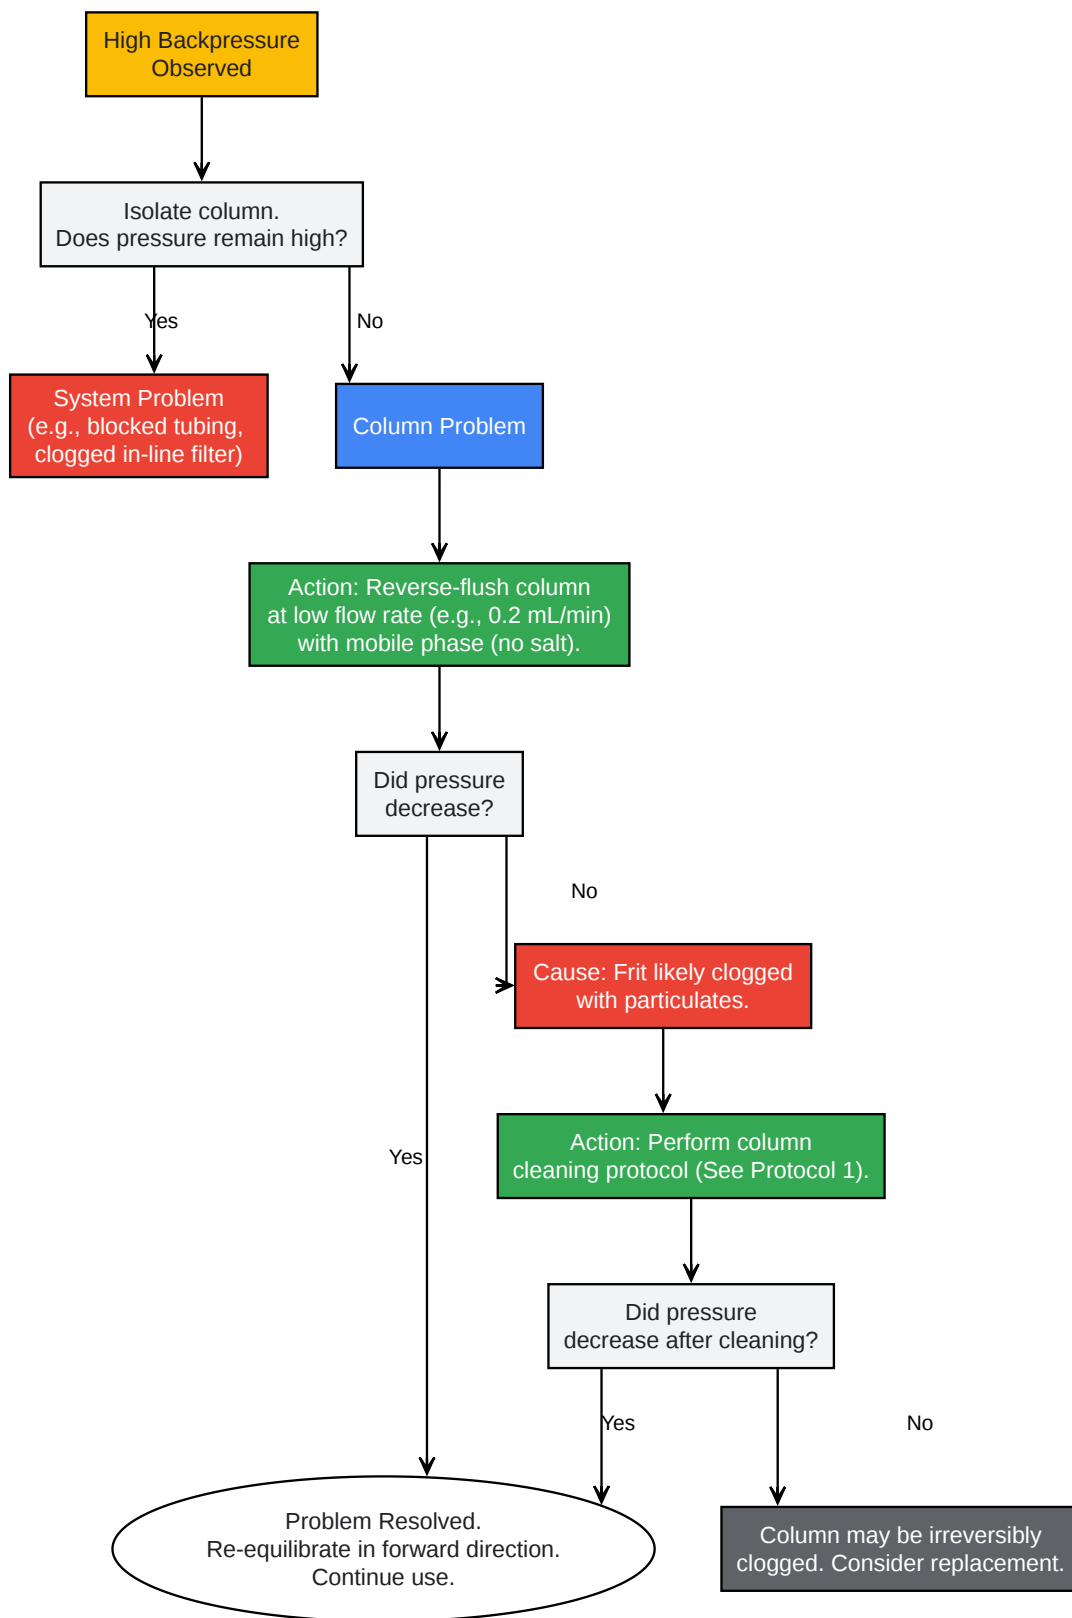 High Backpressure
Observed
Isolate column.
Does pressure remain high?
Yes
No
System Problem
(e.g., blocked tubing,
clogged in-line filter)
Column Problem
Action: Reverse-flush column
at low flow rate (e.g., 0.2 mL/min)
with mobile phase (no salt).
Did pressure
decrease?
No
Cause: Frit likely clogged
with particulates.
Action: Perform column
cleaning protocol (See Protocol 1).
Yes
Did pressure
decrease after cleaning?
Yes
No
Problem Resolved.
Re-equilibrate in forward direction.
Continue use.
Column may be irreversibly
clogged. Consider replacement.